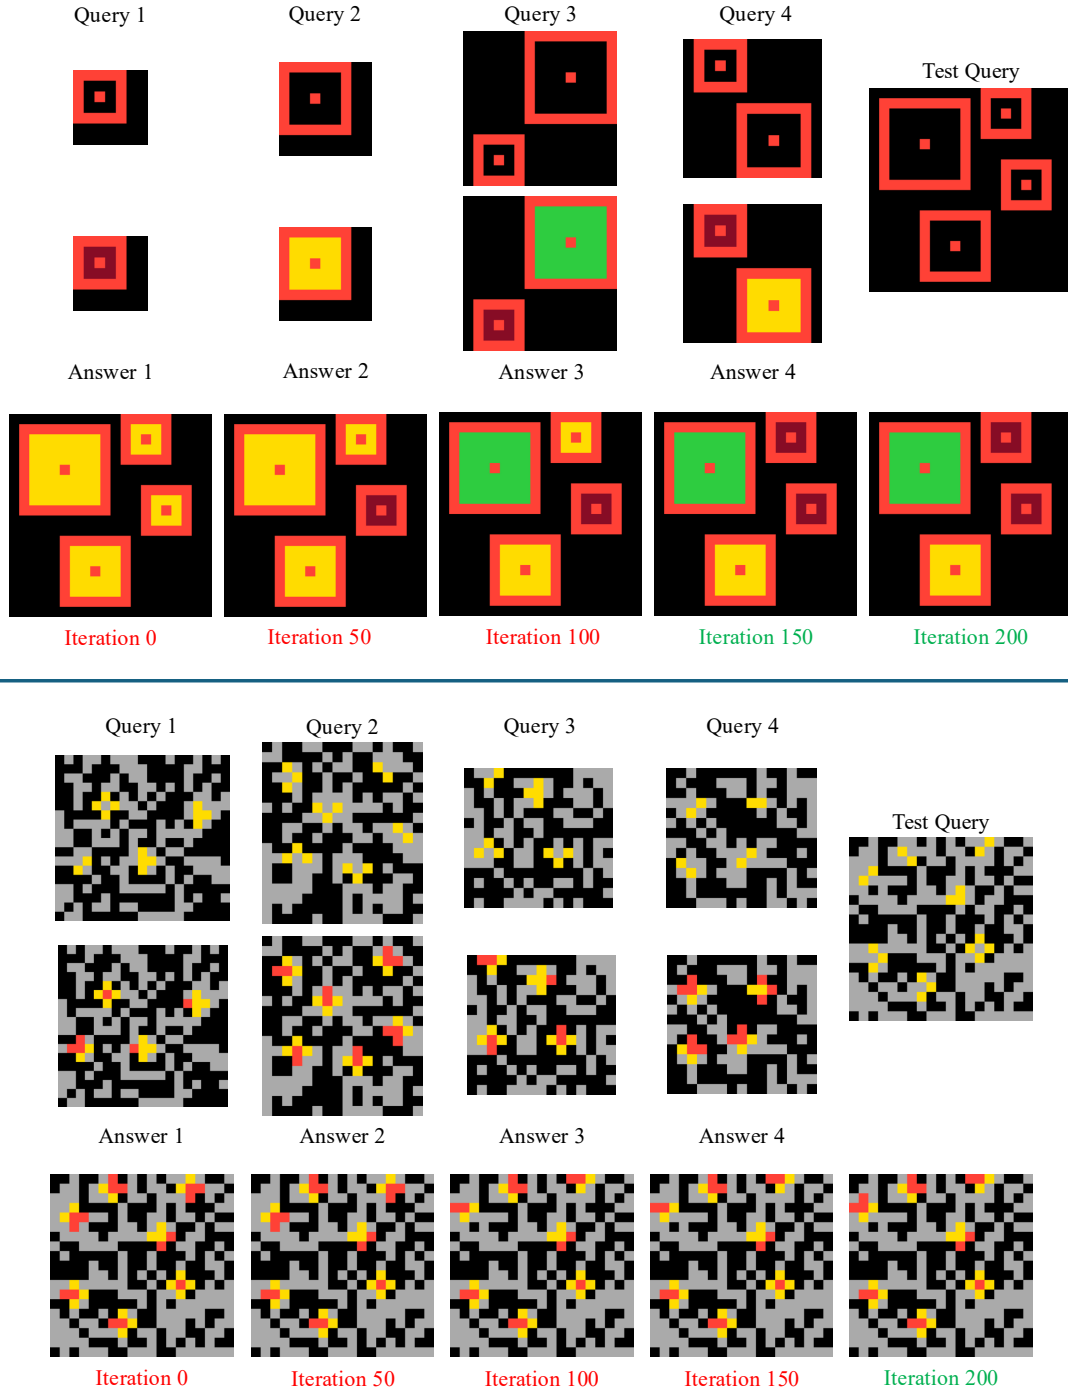 Query 1
Query 2
Query 3
Query 4
Test Query
Answer 1
Answer 2
Answer 3
Answer 4
Iteration 0
Iteration 50
Iteration 100
Iteration 150
Iteration 200
Query 1
Query 2
Query 3
Query 4
Test Query
Answer 1
Answer 2
Answer 3
Answer 4
Iteration 0
Iteration 50
Iteration 100
Iteration 150
Iteration 200